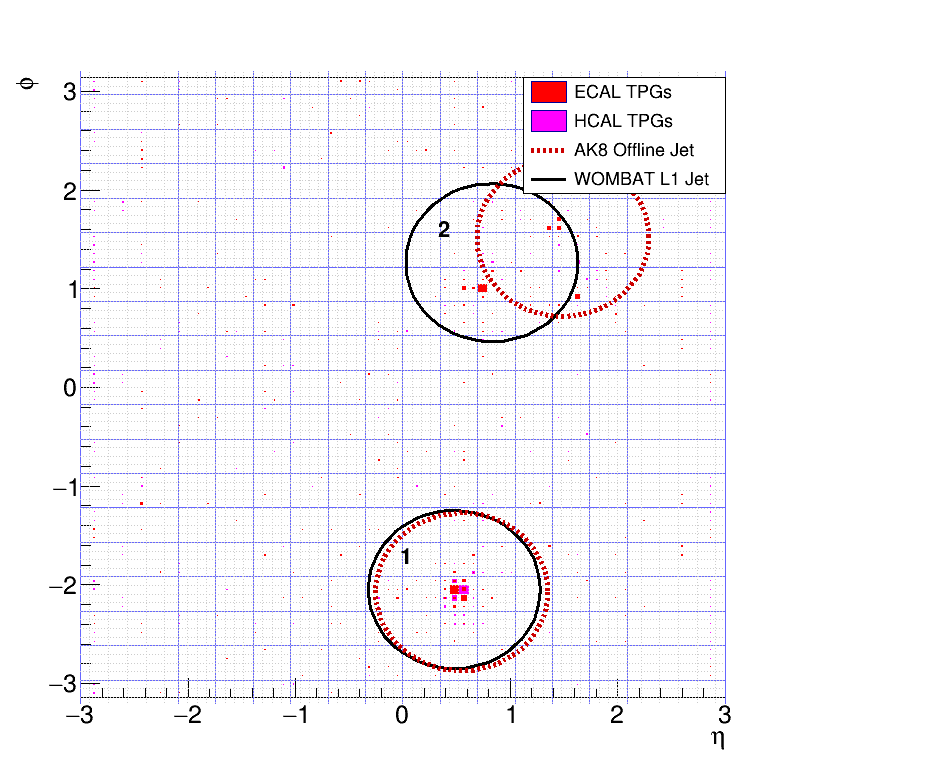 φ
3
2
1
0
−1
−2
−3
ECAL TPGs
HCAL TPGs
AK8 Offline Jet
WOMBAT L1 Jet
2
1
−3 −2 −1 0 1 2 3
η